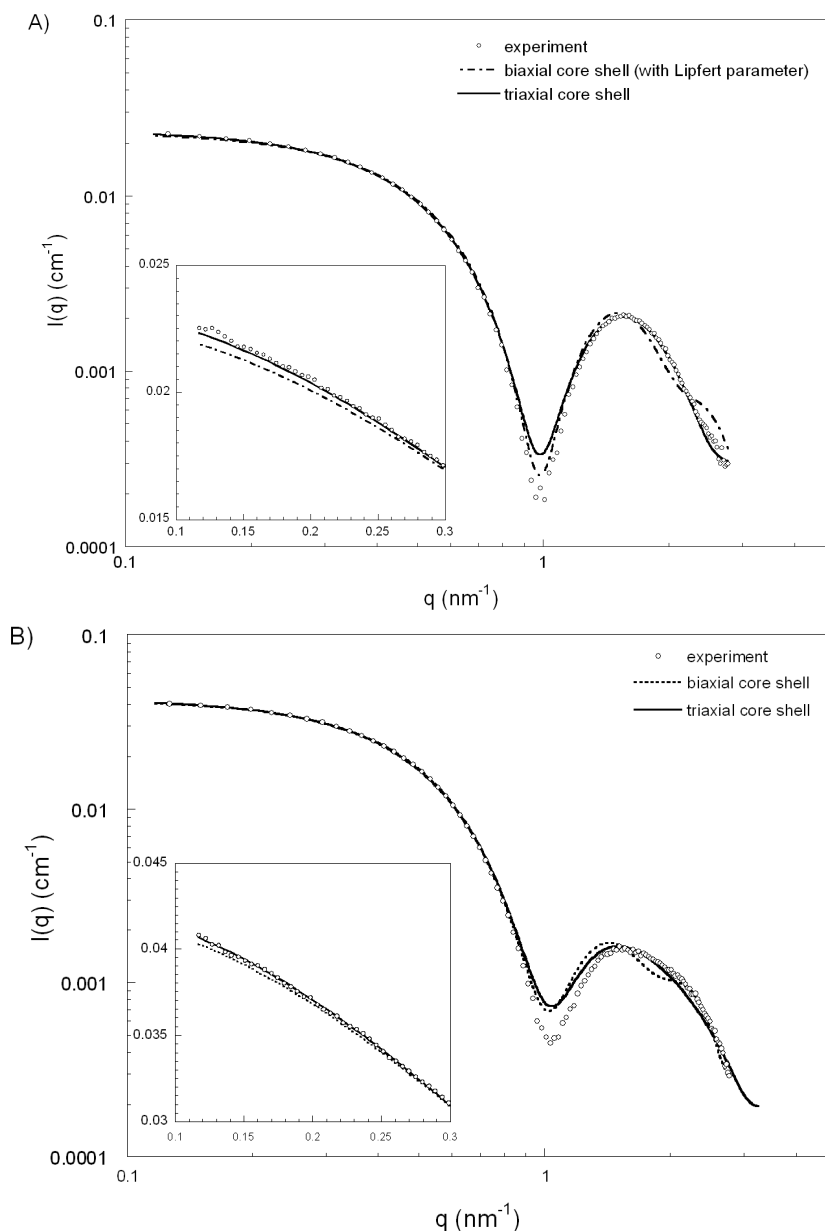 A)
0.1
experiment
biaxial core shell (with Lipfert parameter)
triaxial core shell
0.01
I(q) (cm-1)
0.025
0.02
0.015
0.1 0.15 0.2 0.25 0.3
0.001
0.0001
0.1 1
q (nm-1)
B)
0.1
experiment
biaxial core shell
triaxial core shell
0.01
I(q) (cm-1)
0.045
0.04
0.035
0.03
0.1 0.15 0.2 0.25 0.3
0.001
0.0001
0.1 1
q (nm-1)